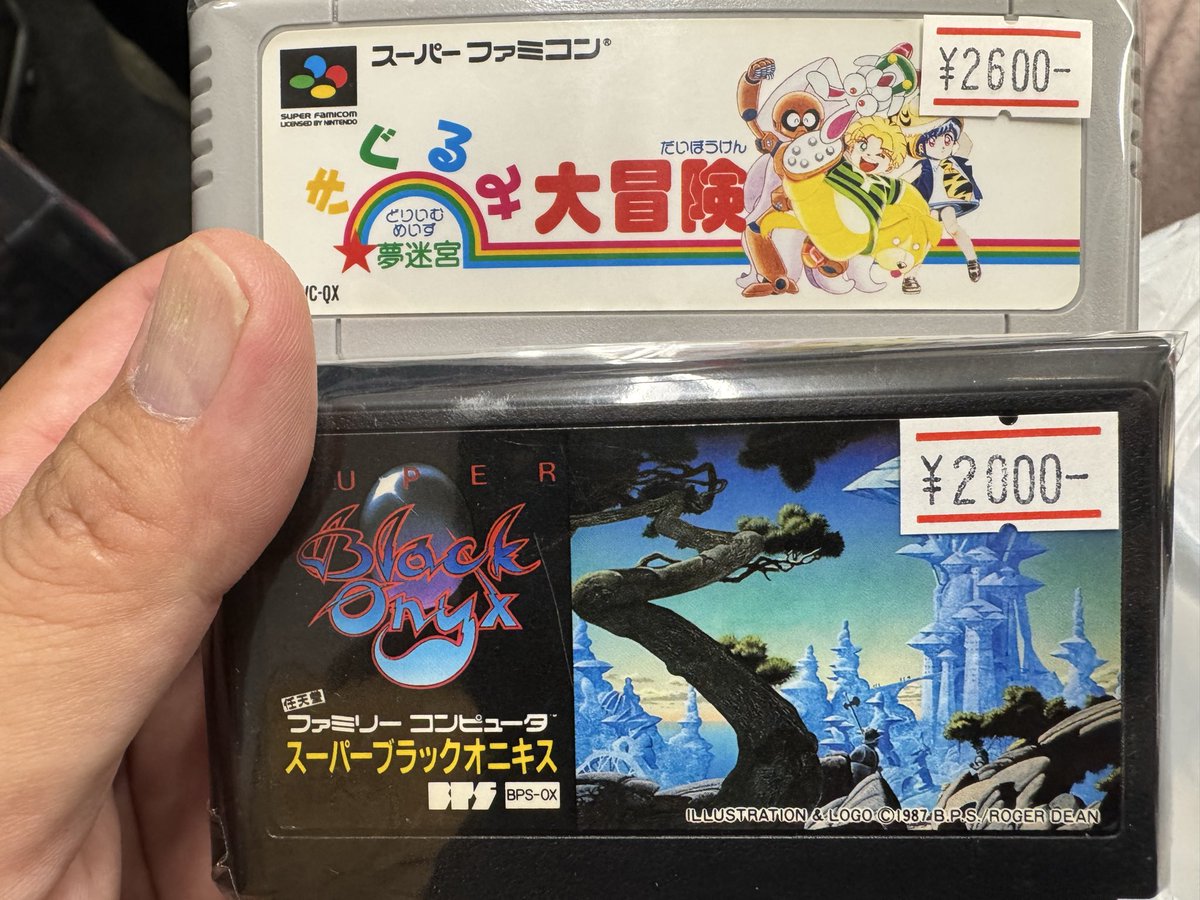 スーパー ファミコン®
¥2600-
SUPER FAMICOM
LICENSED BY NINTENDO
きぐるみ大冒険
だいぼうけん
どりいむ
めいず
夢迷宮
VC-QX
UPER
Black
Onyx
¥2000-
任天堂
ファミリー コンピュータ™
スーパーブラックオニキス
BPS BPS-OX
ILLUSTRATION & LOGO ©1987 B.P.S./ROGER DEAN